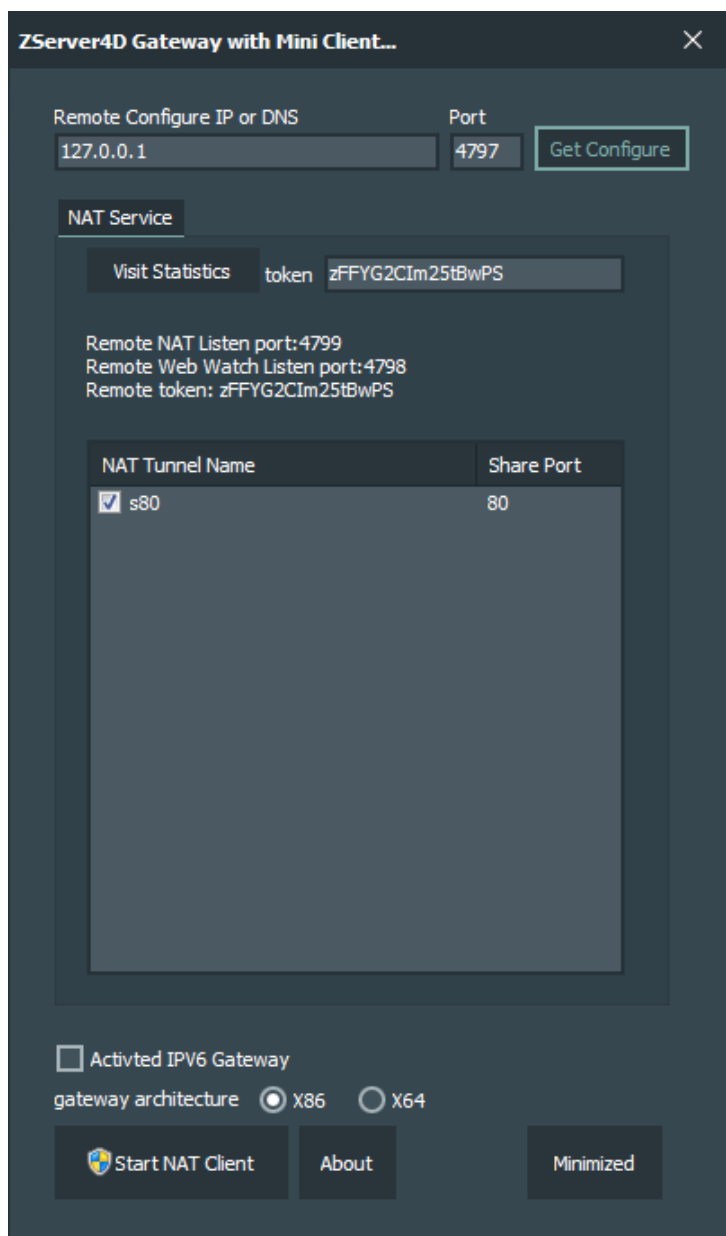 ZServer4D Gateway with Mini Client...
Remote Configure IP or DNS Port
127.0.0.1 4797 Get Configure
NAT Service
Visit Statistics token zFFYG2CIm25tBwPS
Remote NAT Listen port:4799
Remote Web Watch Listen port:4798
Remote token: zFFYG2CIm25tBwPS
NAT Tunnel Name Share Port
s80 80
Activted IPV6 Gateway
gateway architecture X86 X64
Start NAT Client About Minimized